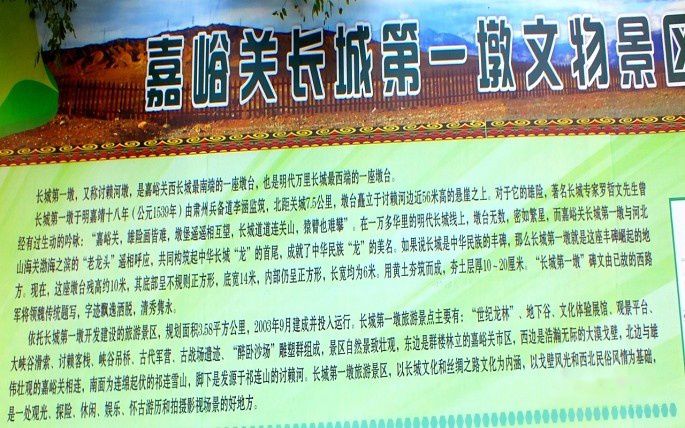 嘉峪关长城第一墩文物景区
长城第一墩，又称讨赖河墩，是嘉峪关西长城最南端的一座墩台，也是明代万里长城最西端的一座墩台。
长城第一墩于明嘉靖十八年（公元1539年）由肃州兵备道李涵监筑，北距关城7.5公里，墩台矗立于讨赖河边近56米高的悬崖之上。对于它的雄险，著名长城专家罗哲文先生曾
经有过生动的吟咏：“嘉峪关，雄险画皆难，墩堡遥遥相互望，长城道道连关山，猿臂也难攀”。在一万多华里的明代长城线上，墩台无数，密如繁星，而嘉峪关长城第一墩与河北
山海关渤海之滨的“老龙头”遥相呼应，共同构筑起中华长城“龙”的首尾，成就了中华民族“龙”的美名。如果说长城是中华民族的丰碑，那么长城第一墩就是这座丰碑崛起的地
方。现在，这座墩台残高约10米，其底部呈不规则正方形，底宽14米，内部仍呈正方形，长宽均为6米。用黄土夯筑而成，夯土层厚10～20厘米。“长城第一墩”碑文由已故的西路
军将领魏传统题写，字迹飘逸洒脱，清秀隽永。
依托长城第一墩开发建设的旅游景区，规划面积3.58平方公里，2003年9月建成并投入运行。长城第一墩旅游景点主要有：“世纪龙林”、地下谷、文化体验展馆、观景平台、
大峡谷滑索、讨赖客栈、峡谷吊桥、古代军营、古战场遗迹、“醉卧沙场”雕塑群组成，景区自然景致壮观，东边是群楼林立的嘉峪关市区，西边是浩瀚无际的大漠戈壁，北边与雄
伟壮观的嘉峪关相连，南面为连绵起伏的祁连雪山，脚下是发源于祁连山的讨赖河。长城第一墩旅游景区，以长城文化和丝绸之路文化为内涵，以戈壁风光和西北民俗风情为基础，
是一处观光、探险、休闲、娱乐、怀古游历和拍摄影视场景的好地方。